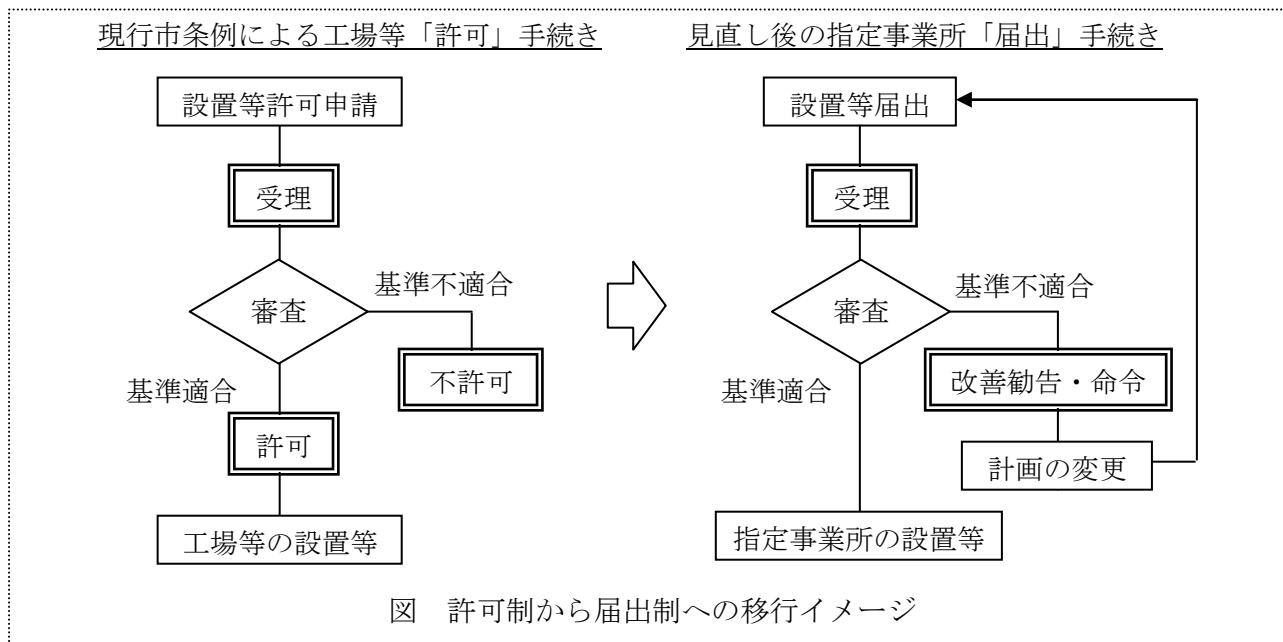 現行市条例による工場等「許可」手続き
設置等許可申請
受理
審査
基準不適合
不許可
基準適合
許可
工場等の設置等
見直し後の指定事業所「届出」手続き
設置等届出
受理
審査
基準不適合
改善勧告・命令
計画の変更
基準適合
指定事業所の設置等
図　許可制から届出制への移行イメージ